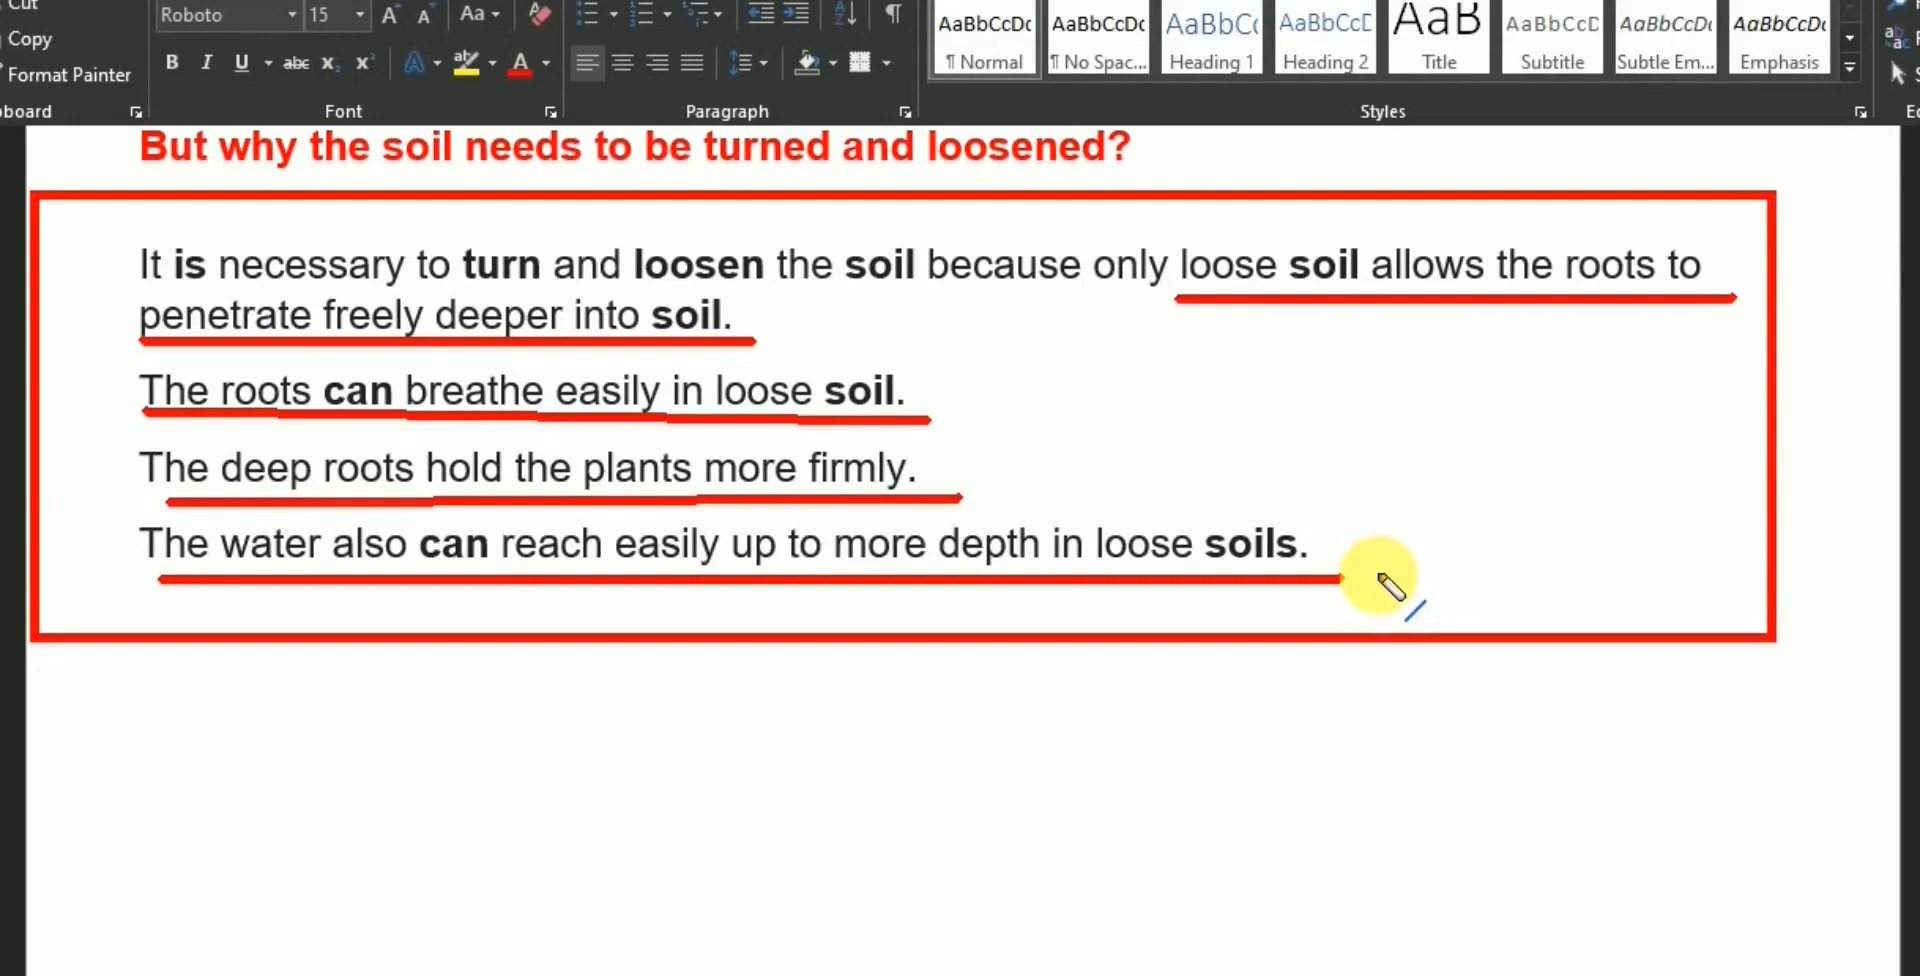 Cut
Copy
Format Painter
board
Roboto
15
Aa
B I U abc x₂ x²
A
ab
A
Font
Paragraph
AaBbCcDc
¶ Normal
AaBbCcDc
¶ No Spac...
AaBbC
Heading 1
AaBbCcD
Heading 2
AaB
Title
AaBbCcD
Subtitle
AaBbCcDc
Subtle Em...
AaBbCcDc
Emphasis
Styles
But why the soil needs to be turned and loosened?
It is necessary to turn and loosen the soil because only loose soil allows the roots to
penetrate freely deeper into soil.
The roots can breathe easily in loose soil.
The deep roots hold the plants more firmly.
The water also can reach easily up to more depth in loose soils.